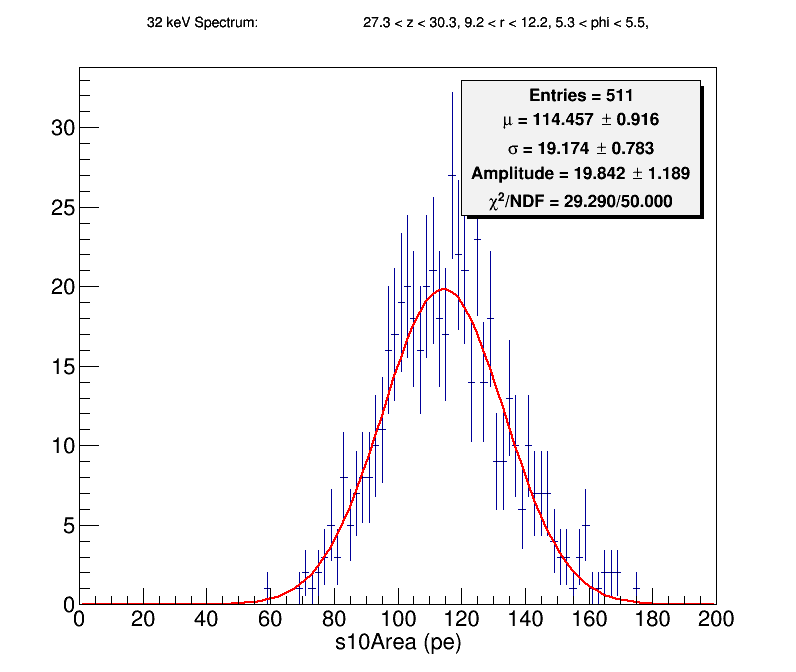 32 keV Spectrum: 27.3 < z < 30.3, 9.2 < r < 12.2, 5.3 < phi < 5.5,
Entries = 511
μ = 114.457 ± 0.916
σ = 19.174 ± 0.783
Amplitude = 19.842 ± 1.189
χ²/NDF = 29.290/50.000
30
25
20
15
10
5
0
0 20 40 60 80 100 120 140 160 180 200
s10Area (pe)